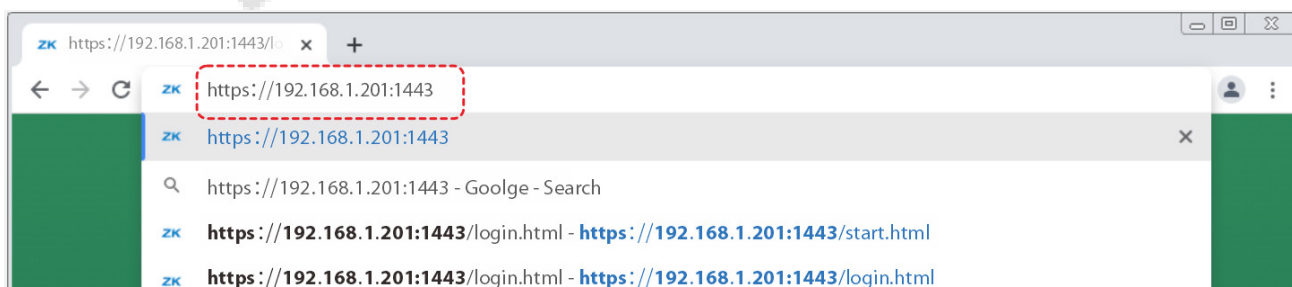 ZK https://192.168.1.201:1443/lo
ZK https://192.168.1.201:1443
ZK https://192.168.1.201:1443
https://192.168.1.201:1443 - Goolge - Search
ZK https://192.168.1.201:1443/login.html - https://192.168.1.201:1443/start.html
ZK https://192.168.1.201:1443/login.html - https://192.168.1.201:1443/login.html